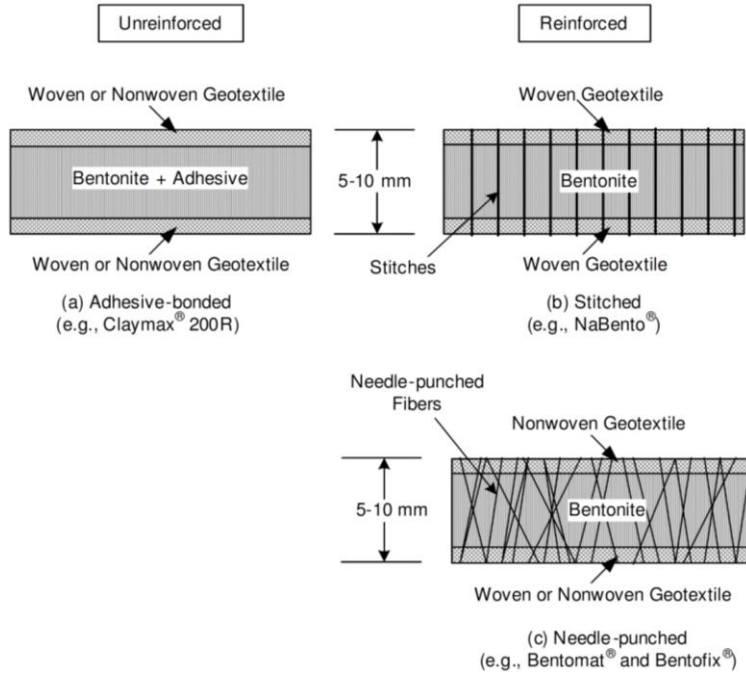 Unreinforced
Reinforced
Woven or Nonwoven Geotextile
Bentonite + Adhesive
Woven or Nonwoven Geotextile
(a) Adhesive-bonded
(e.g., Claymax® 200R)
5-10 mm
Woven Geotextile
Bentonite
Stitches
Woven Geotextile
(b) Stitched
(e.g., NaBento®)
Needle-punched
Fibers
Nonwoven Geotextile
5-10 mm
Bentonite
Woven or Nonwoven Geotextile
(c) Needle-punched
(e.g., Bentomat® and Bentofix®)